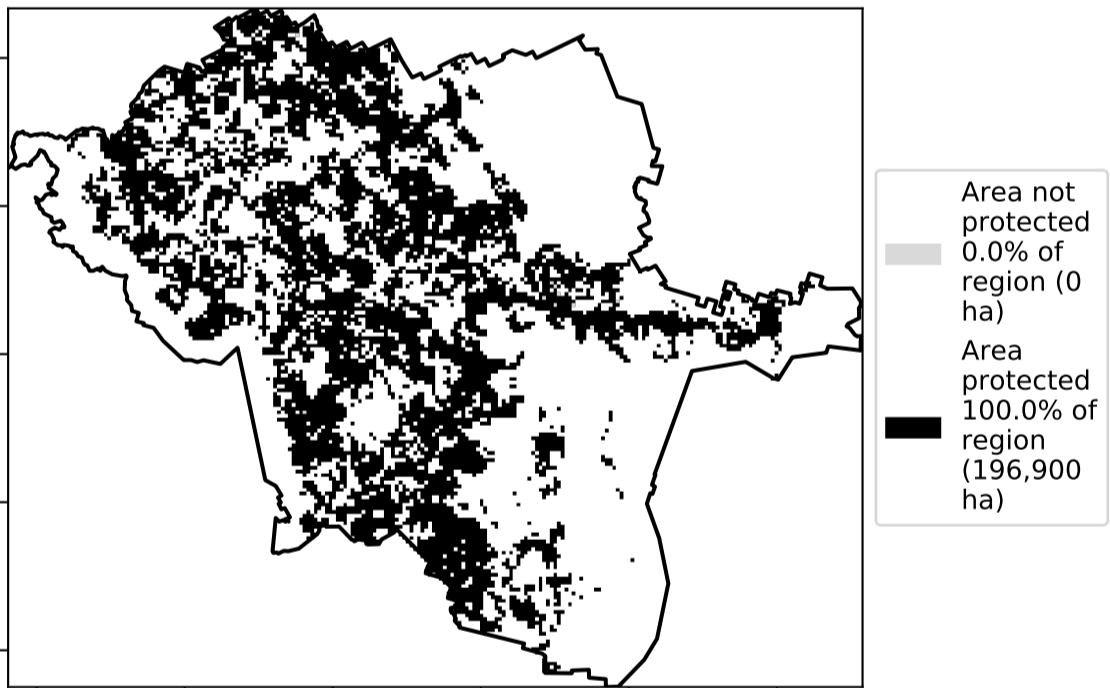 Area not
protected
0.0% of
region (0
ha)
Area
protected
100.0% of
region
(196,900
ha)